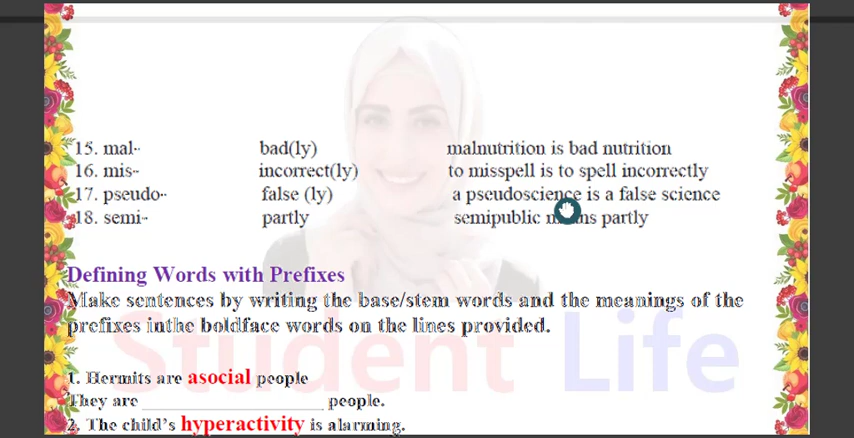 15. mal-- bad(ly) malnutrition is bad nutrition
16. mis-- incorrect(ly) to misspell is to spell incorrectly
17. pseudo-- false (ly) a pseudoscience is a false science
18. semi-- partly semipublic means partly
Defining Words with Prefixes
Make sentences by writing the base/stem words and the meanings of the
prefixes inthe boldface words on the lines provided.
Student Life
1. Hermits are asocial people
They are ______________________ people.
2. The child's hyperactivity is alarming.